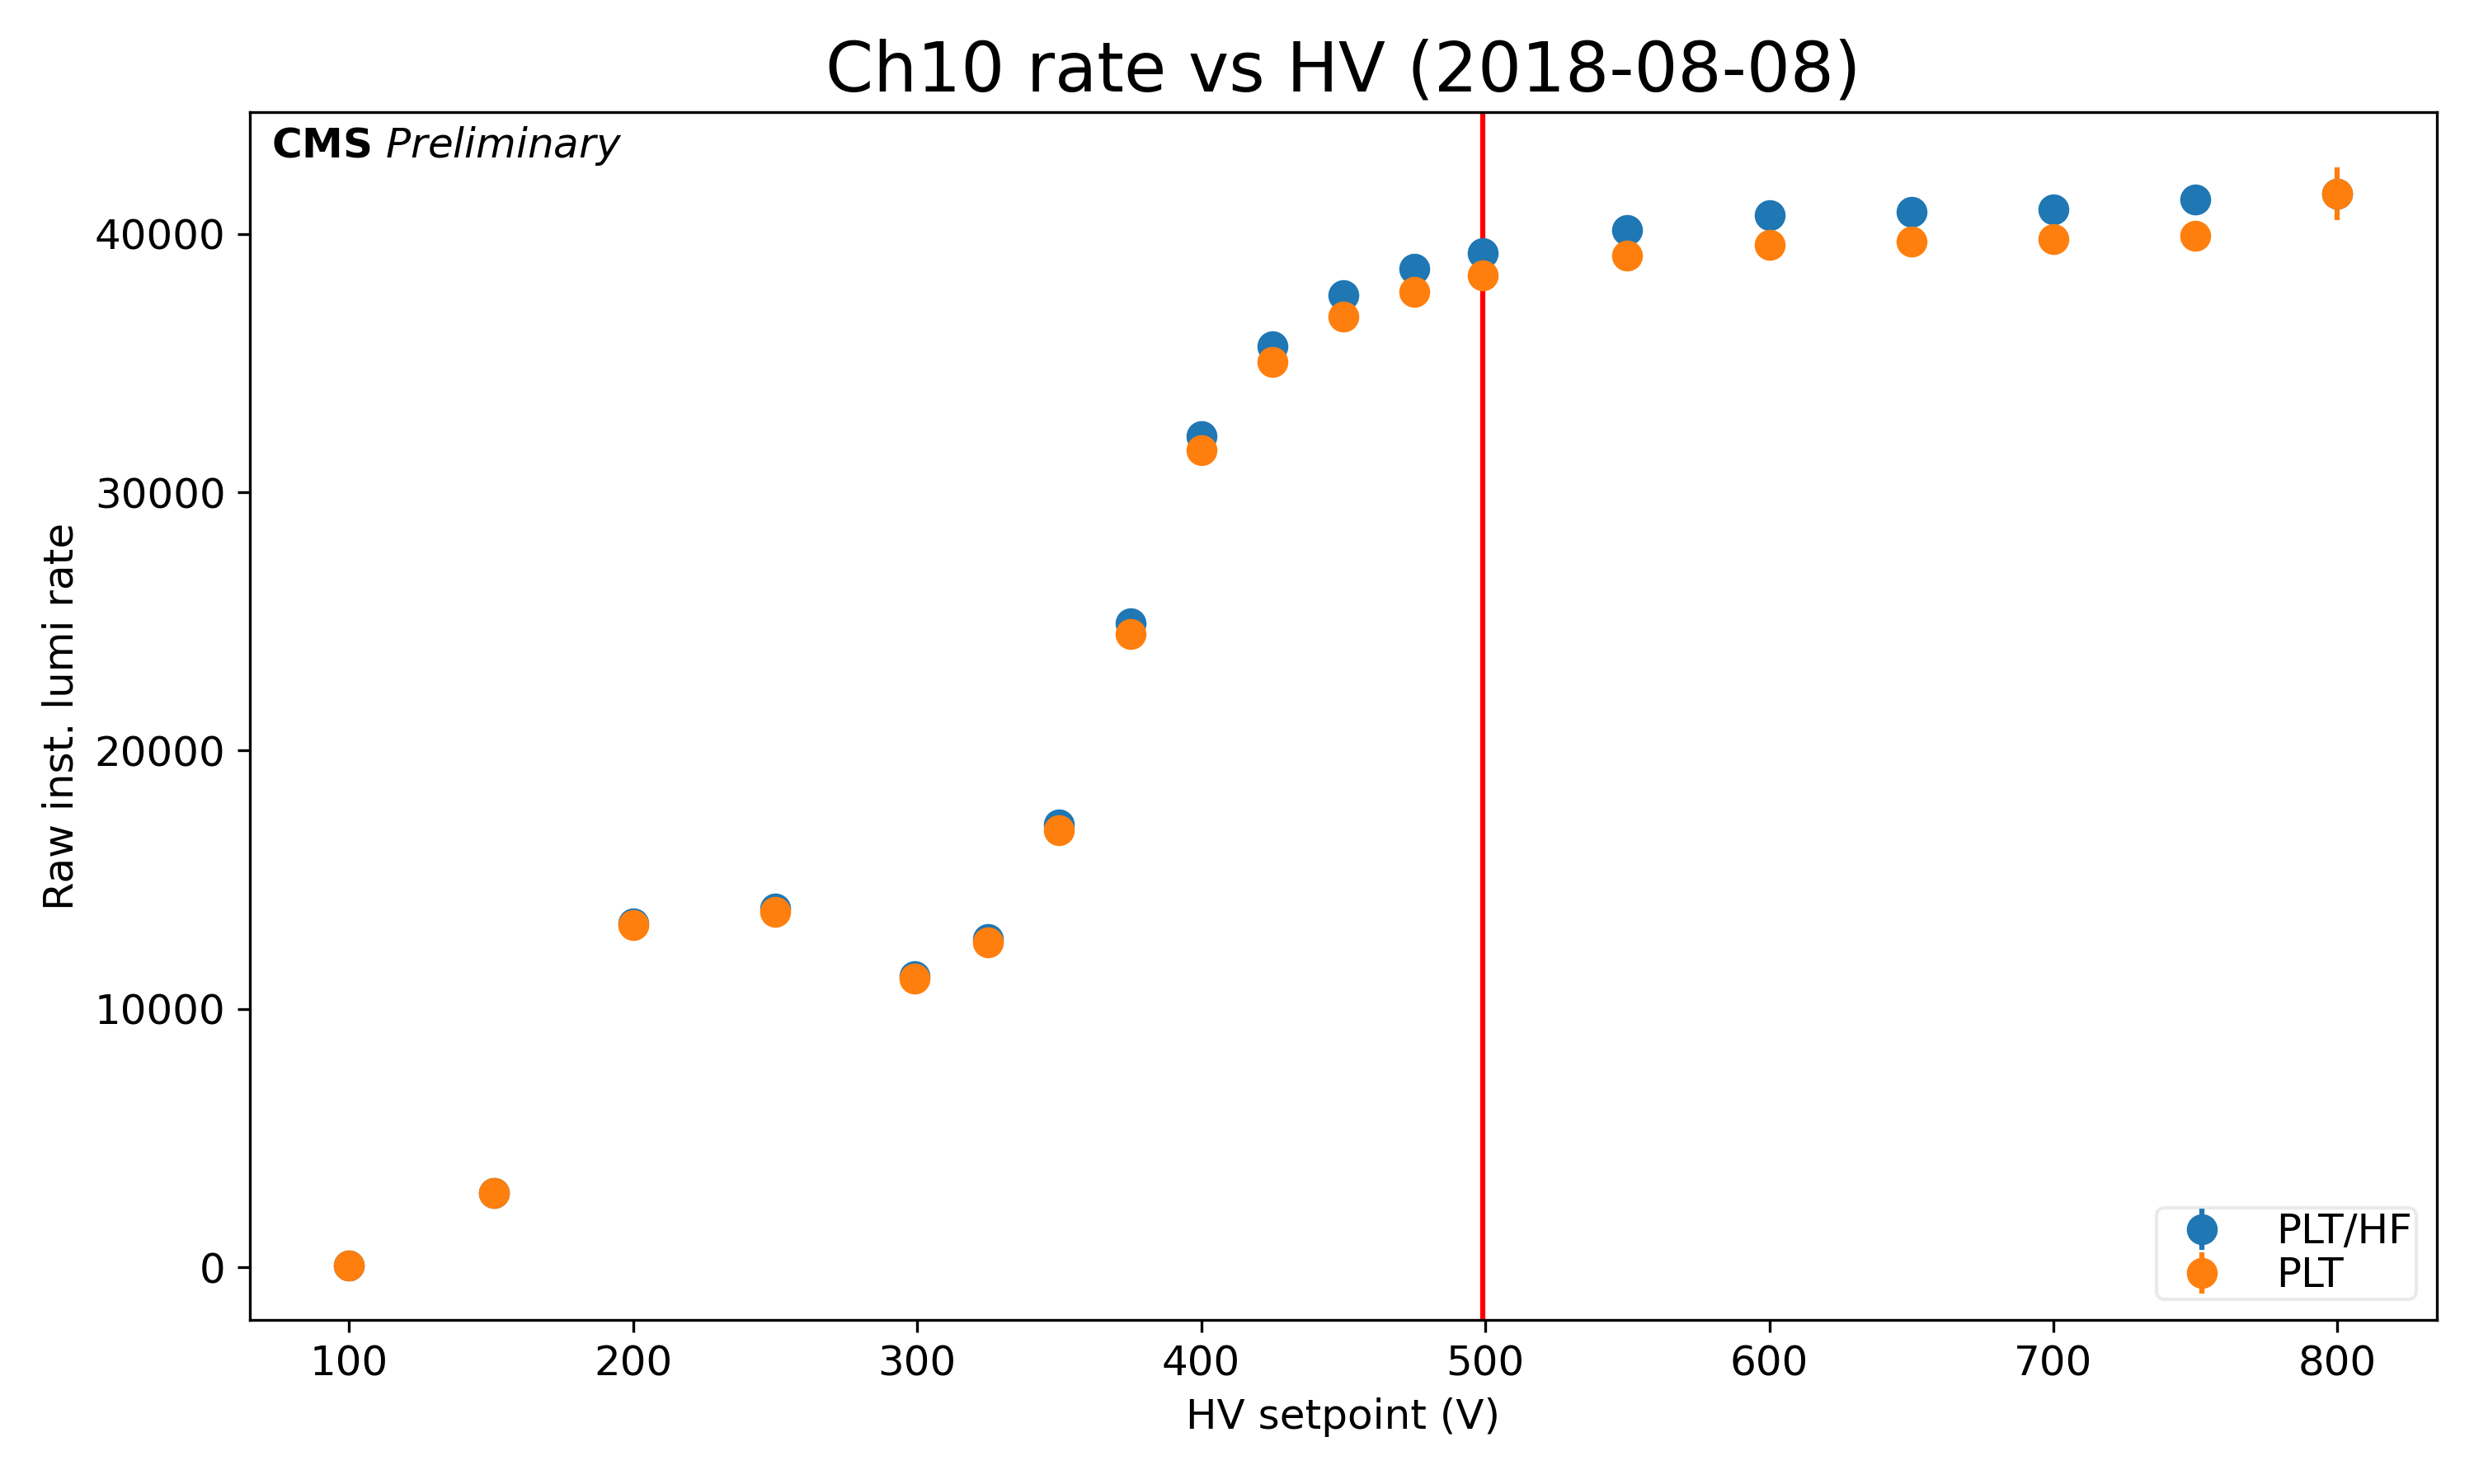 Ch10 rate vs HV (2018-08-08)
CMS Preliminary
40000
30000
20000
10000
0
Raw inst. lumi rate
100 200 300 400 500 600 700 800
HV setpoint (V)
PLT/HF
PLT